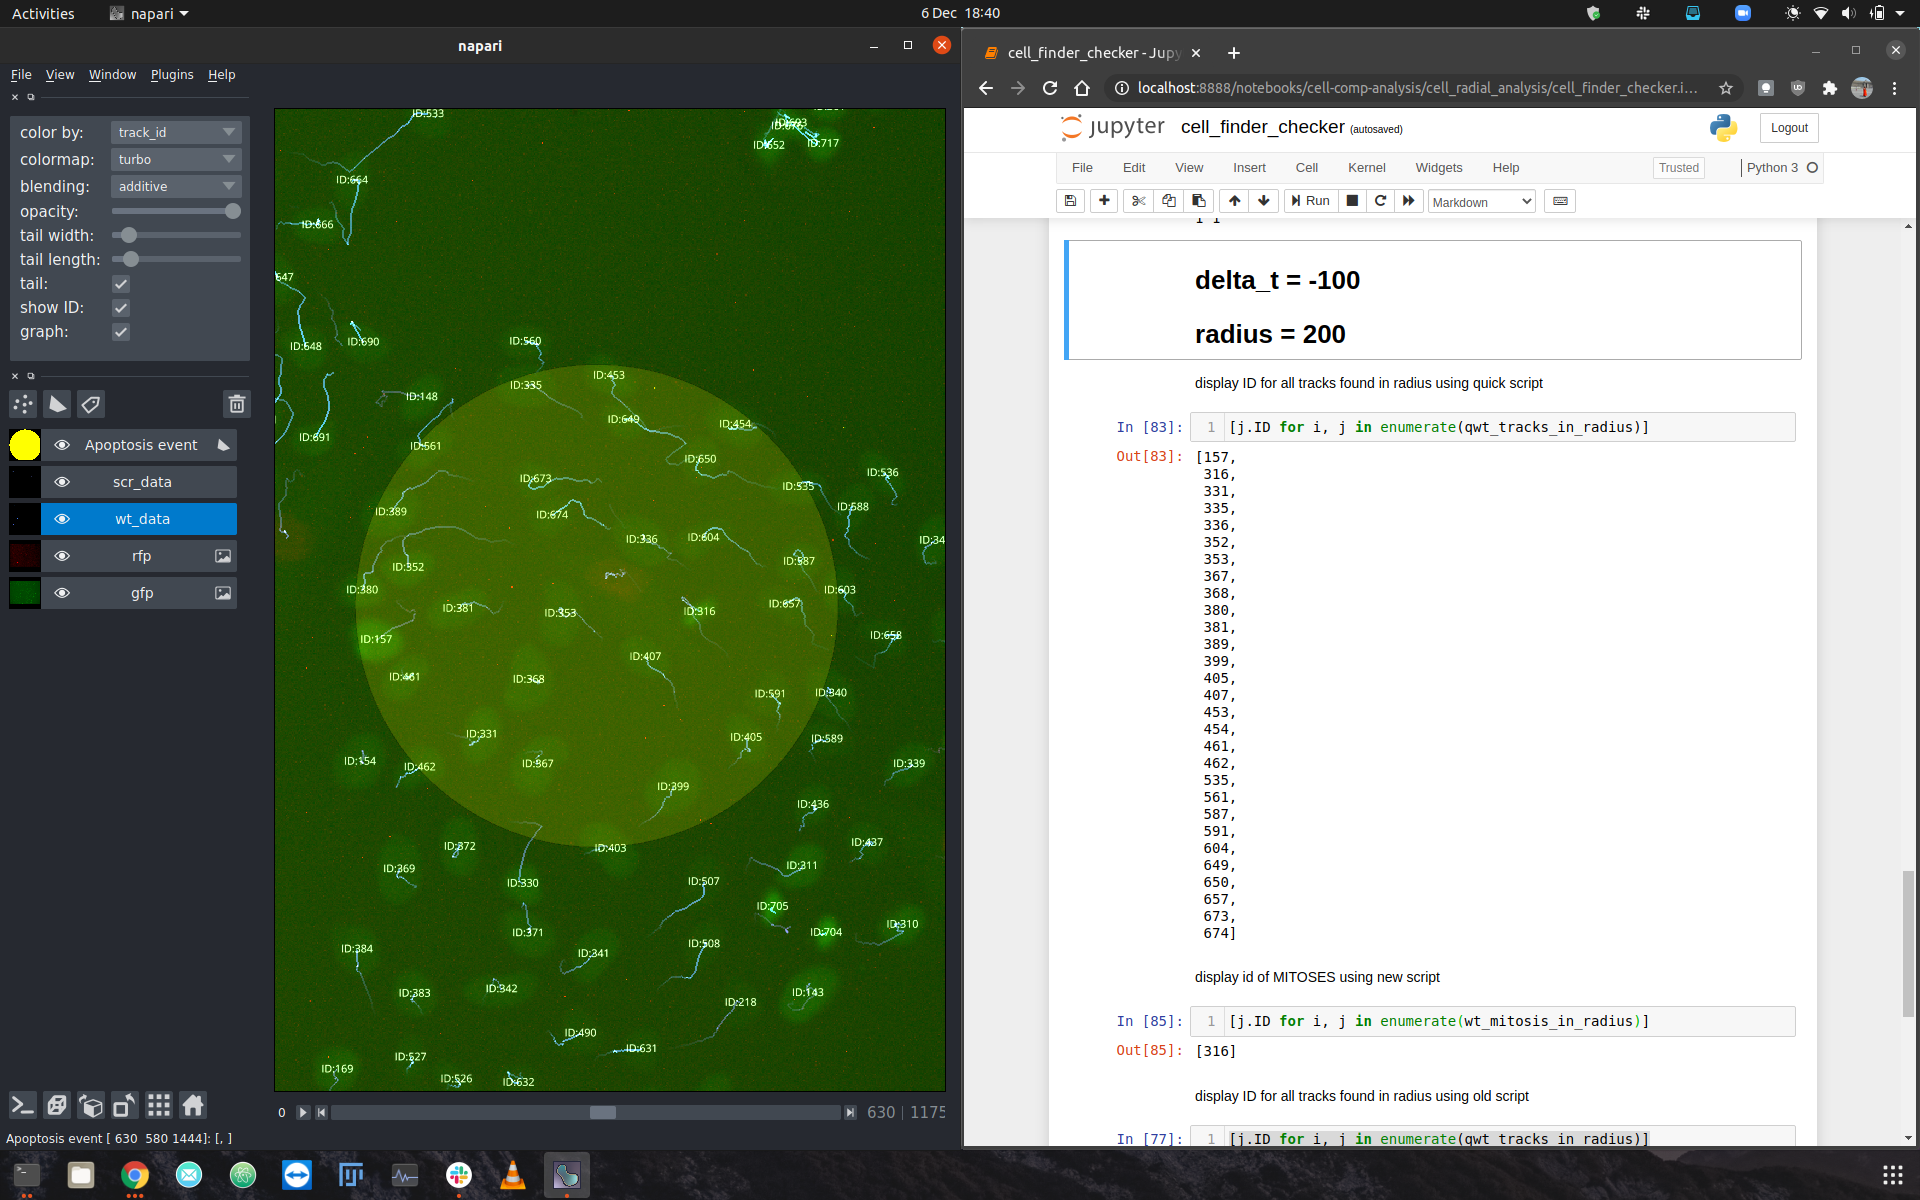 Activities
napari
6 Dec 18:40
napari
File View Window Plugins Help
color by: track_id
colormap: turbo
blending: additive
opacity:
tail width:
tail length:
tail:
show ID:
graph:
Apoptosis event
scr_data
wt_data
rfp
gfp
ID:533
ID:652
ID:717
ID:664
ID:666
647
ID:648
ID:690
ID:560
ID:453
ID:335
ID:148
ID:649
ID:454
ID:691
ID:561
ID:650
ID:536
ID:673
ID:535
ID:588
ID:389
ID:674
ID:336
ID:604
ID:34
ID:587
ID:352
ID:380
ID:603
ID:381
ID:353
ID:316
ID:657
ID:157
ID:658
ID:407
ID:461
ID:368
ID:591
ID:340
ID:331
ID:405
ID:589
ID:154
ID:462
ID:367
ID:339
ID:399
ID:436
ID:372
ID:403
ID:437
ID:369
ID:311
ID:330
ID:507
ID:705
ID:371
ID:704
ID:310
ID:384
ID:341
ID:508
ID:383
ID:342
ID:143
ID:218
ID:490
ID:631
ID:527
ID:169
ID:526
ID:632
0
630 | 1175
Apoptosis event [ 630 580 1444]: [, ]
cell_finder_checker - Jupy
localhost:8888/notebooks/cell-comp-analysis/cell_radial_analysis/cell_finder_checker.i...
jupyter cell_finder_checker (autosaved)
Logout
File Edit View Insert Cell Kernel Widgets Help
Trusted
Python 3
Run
Markdown
delta_t = -100
radius = 200
display ID for all tracks found in radius using quick script
In [83]: 1 [j.ID for i, j in enumerate(qwt_tracks_in_radius)]
Out[83]: [157,
316,
331,
335,
336,
352,
353,
367,
368,
380,
381,
389,
399,
405,
407,
453,
454,
461,
462,
535,
561,
587,
591,
604,
649,
650,
657,
673,
674]
display id of MITOSES using new script
In [85]: 1 [j.ID for i, j in enumerate(wt_mitosis_in_radius)]
Out[85]: [316]
display ID for all tracks found in radius using old script
In [77]: 1 [j.ID for i, j in enumerate(qwt_tracks_in_radius)]